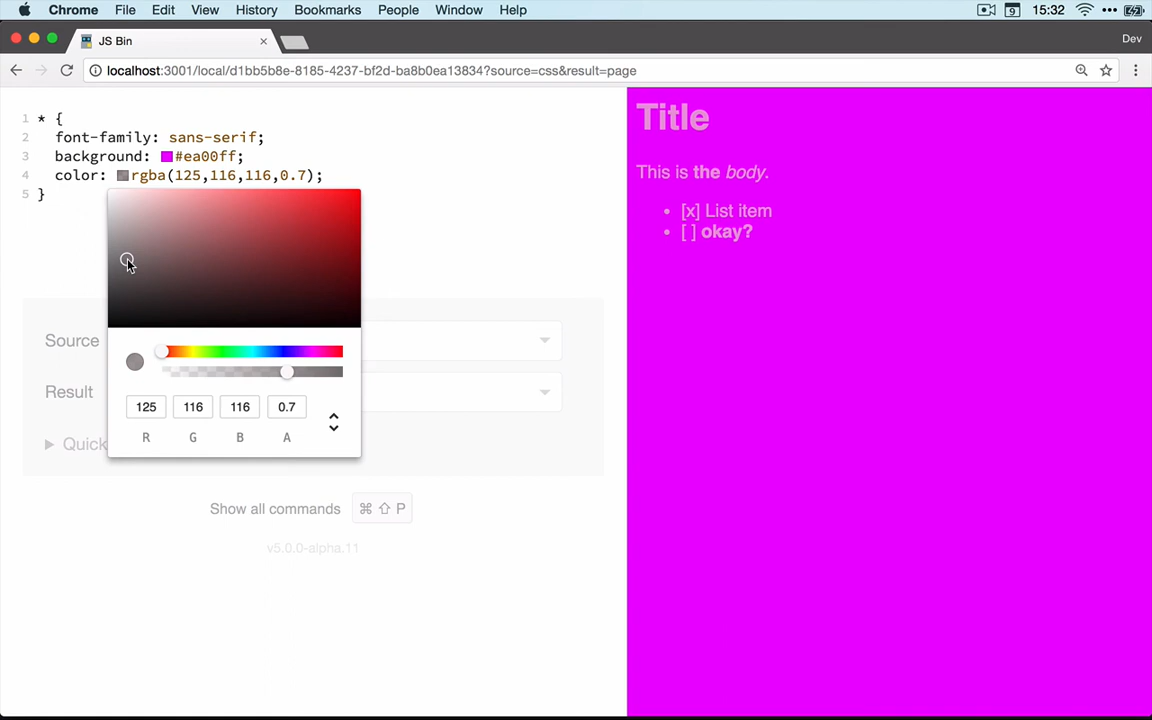 Chrome File Edit View History Bookmarks People Window Help 9 15:32
JS Bin Dev
localhost:3001/local/d1bb5b8e-8185-4237-bf2d-ba8b0ea13834?source=css&result=page
1 * {
2 font-family: sans-serif;
3 background: #ea00ff;
4 color: rgba(125,116,116,0.7);
5 }
Source
Result
Quick
125 116 116 0.7
R G B A
Show all commands ⌘ ⇧ P
v5.0.0-alpha.11
Title
This is the body.
• [x] List item
• [ ] okay?